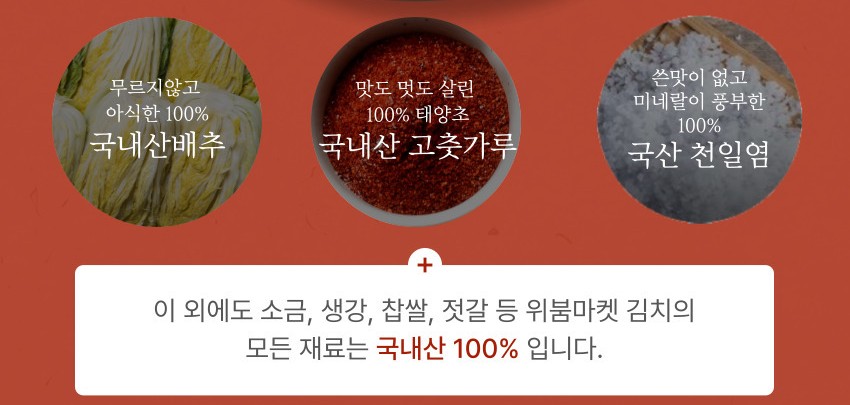 무르지않고
아식한 100%
국내산배추
맛도 멋도 살린
100% 태양초
국내산 고춧가루
쓴맛이 없고
미네랄이 풍부한
100%
국산 천일염
+
이 외에도 소금, 생강, 찹쌀, 젓갈 등 위붐마켓 김치의
모든 재료는 국내산 100% 입니다.